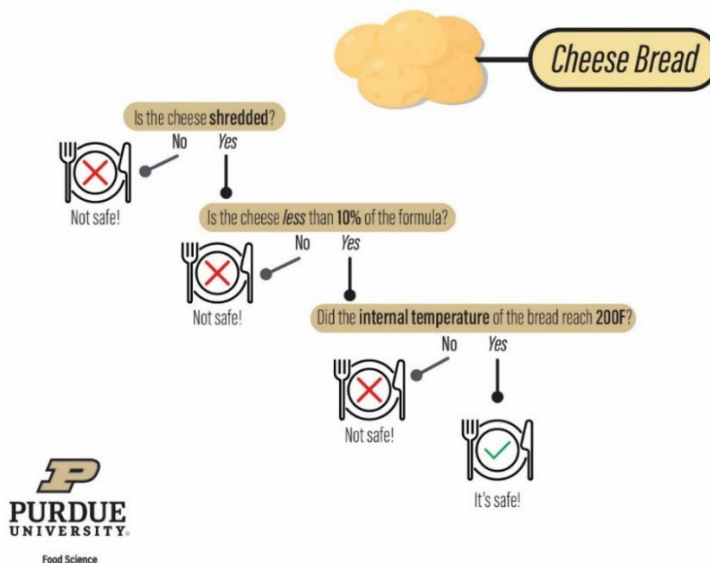 Cheese Bread
Is the cheese shredded?
No Yes
Not safe!
Is the cheese less than 10% of the formula?
No Yes
Not safe!
Did the internal temperature of the bread reach 200F?
No Yes
Not safe!
It's safe!
P
PURDUE
UNIVERSITY®
Food Science